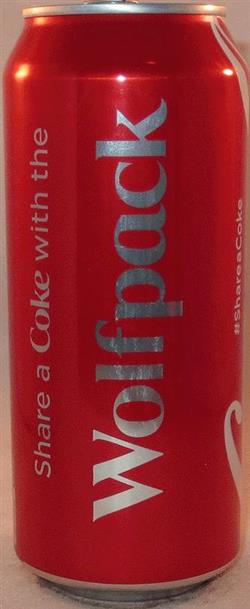 Share a Coke with the
Wolfpack
#ShareaCoke